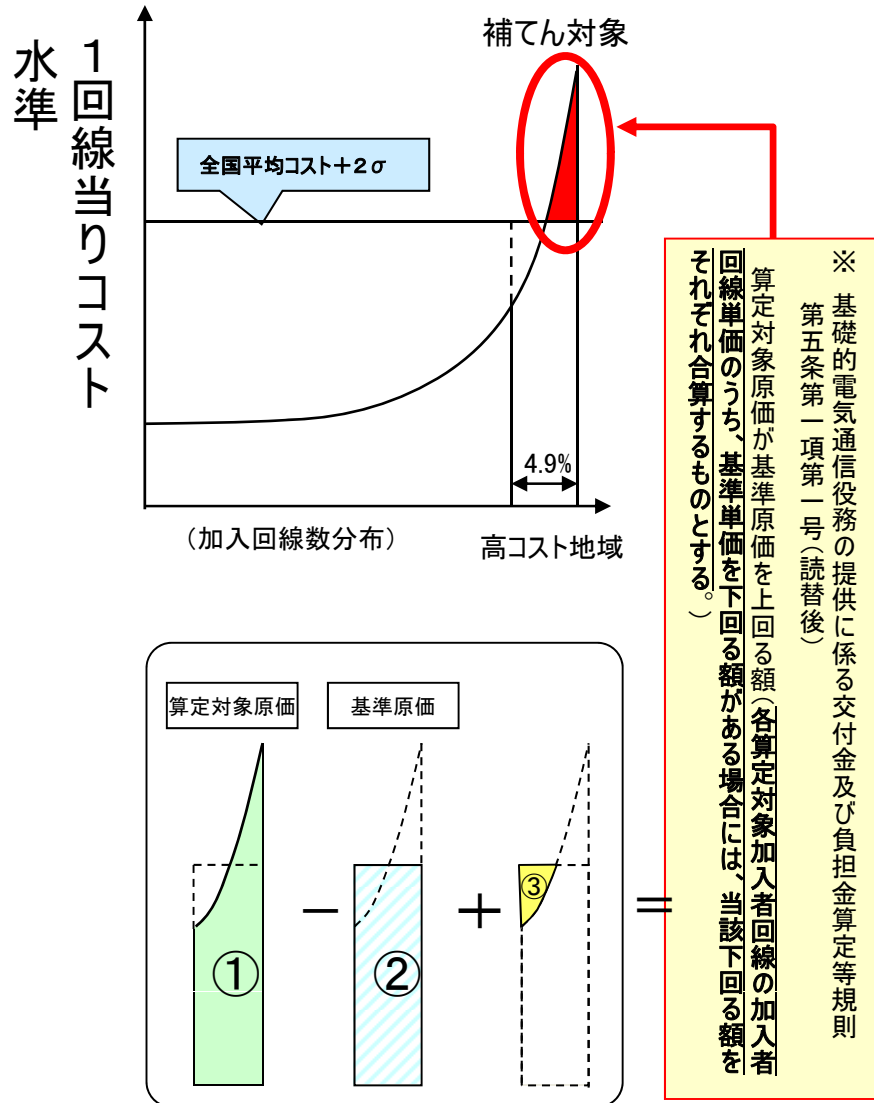 １回線当りコスト
水準
補てん対象
全国平均コスト＋２σ
4.9%
（加入回線数分布）
高コスト地域
※ 基礎的電気通信役務の提供に係る交付金及び負担金算定等規則
第五条第一項第一号（読替後）
算定対象原価が基準原価を上回る額（各算定対象加入者回線の加入者
回線単価のうち、基準単価を下回る額がある場合には、当該下回る額を
それぞれ合算するものとする。）
算定対象原価
基準原価
①
－
②
＋
③
＝